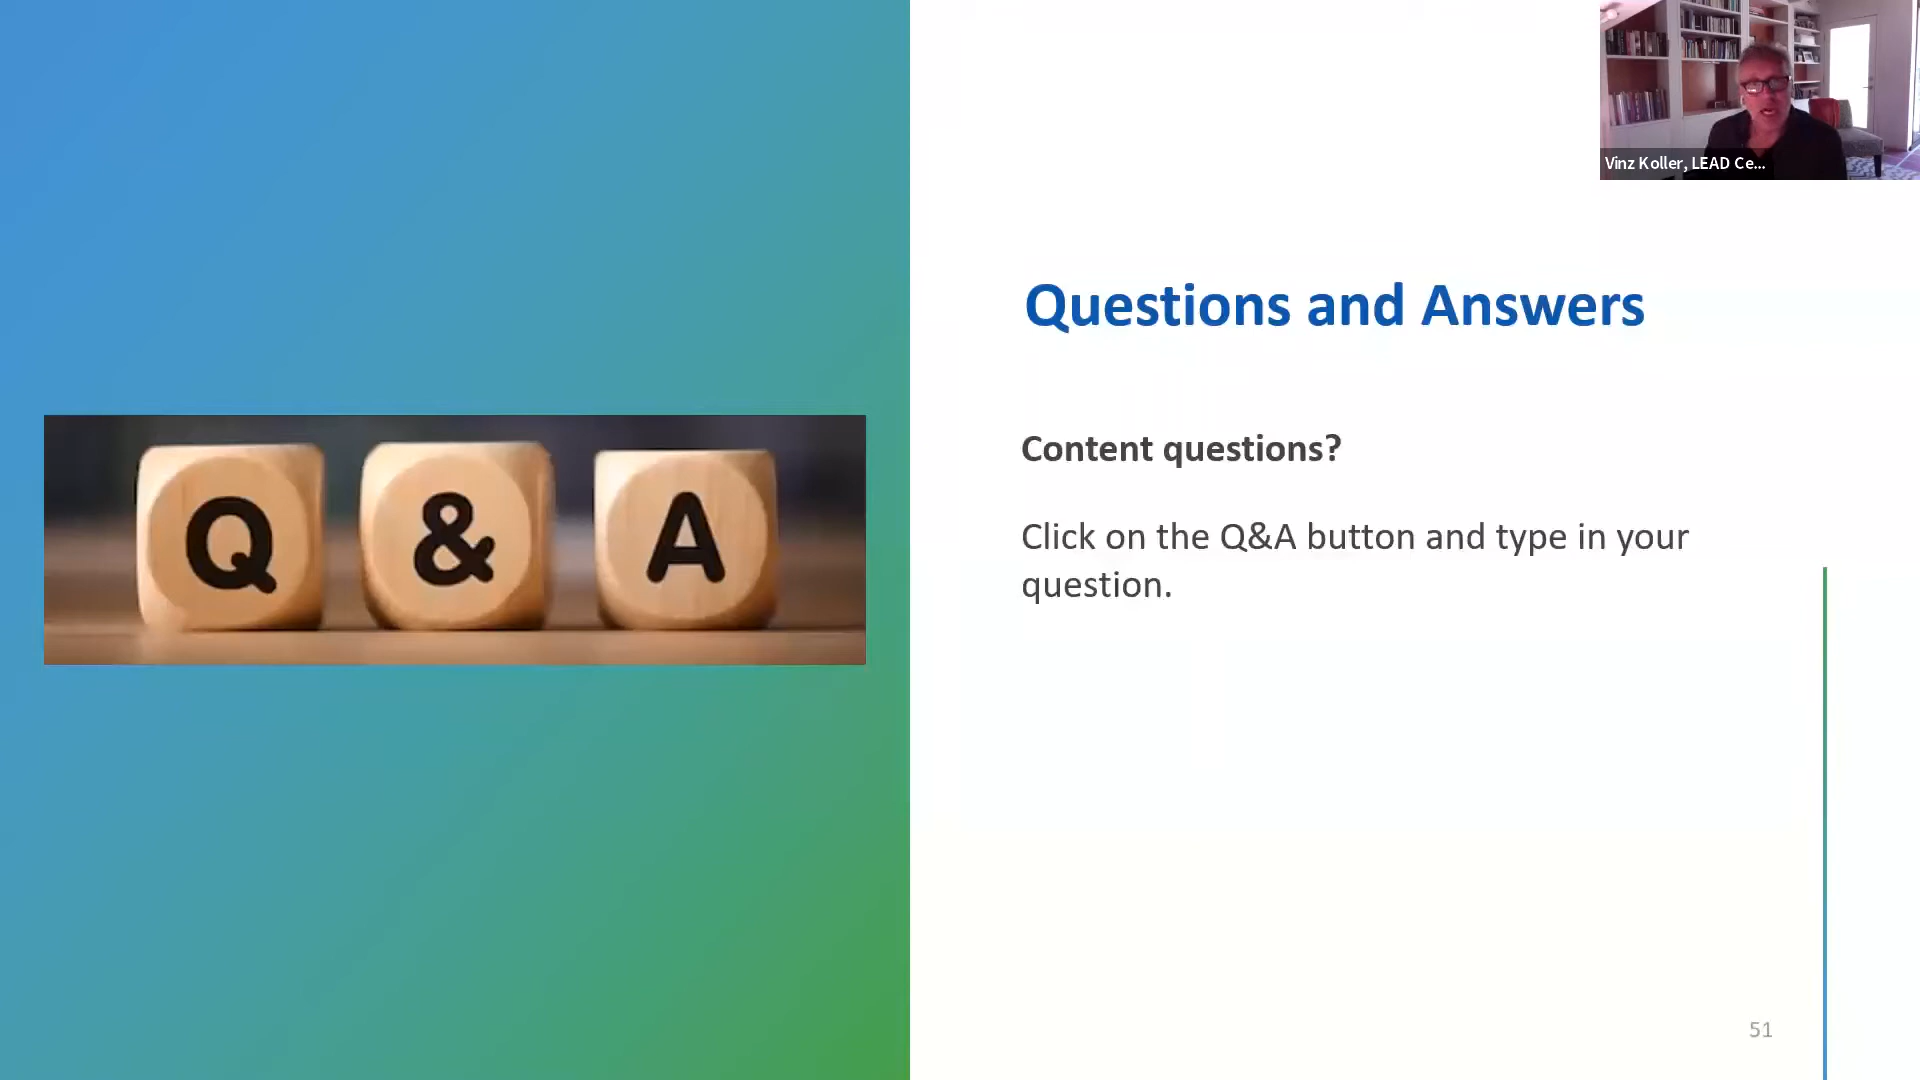 Vinz Koller, LEAD Ce...
Questions and Answers
Q & A
Content questions?
Click on the Q&A button and type in your
question.
51